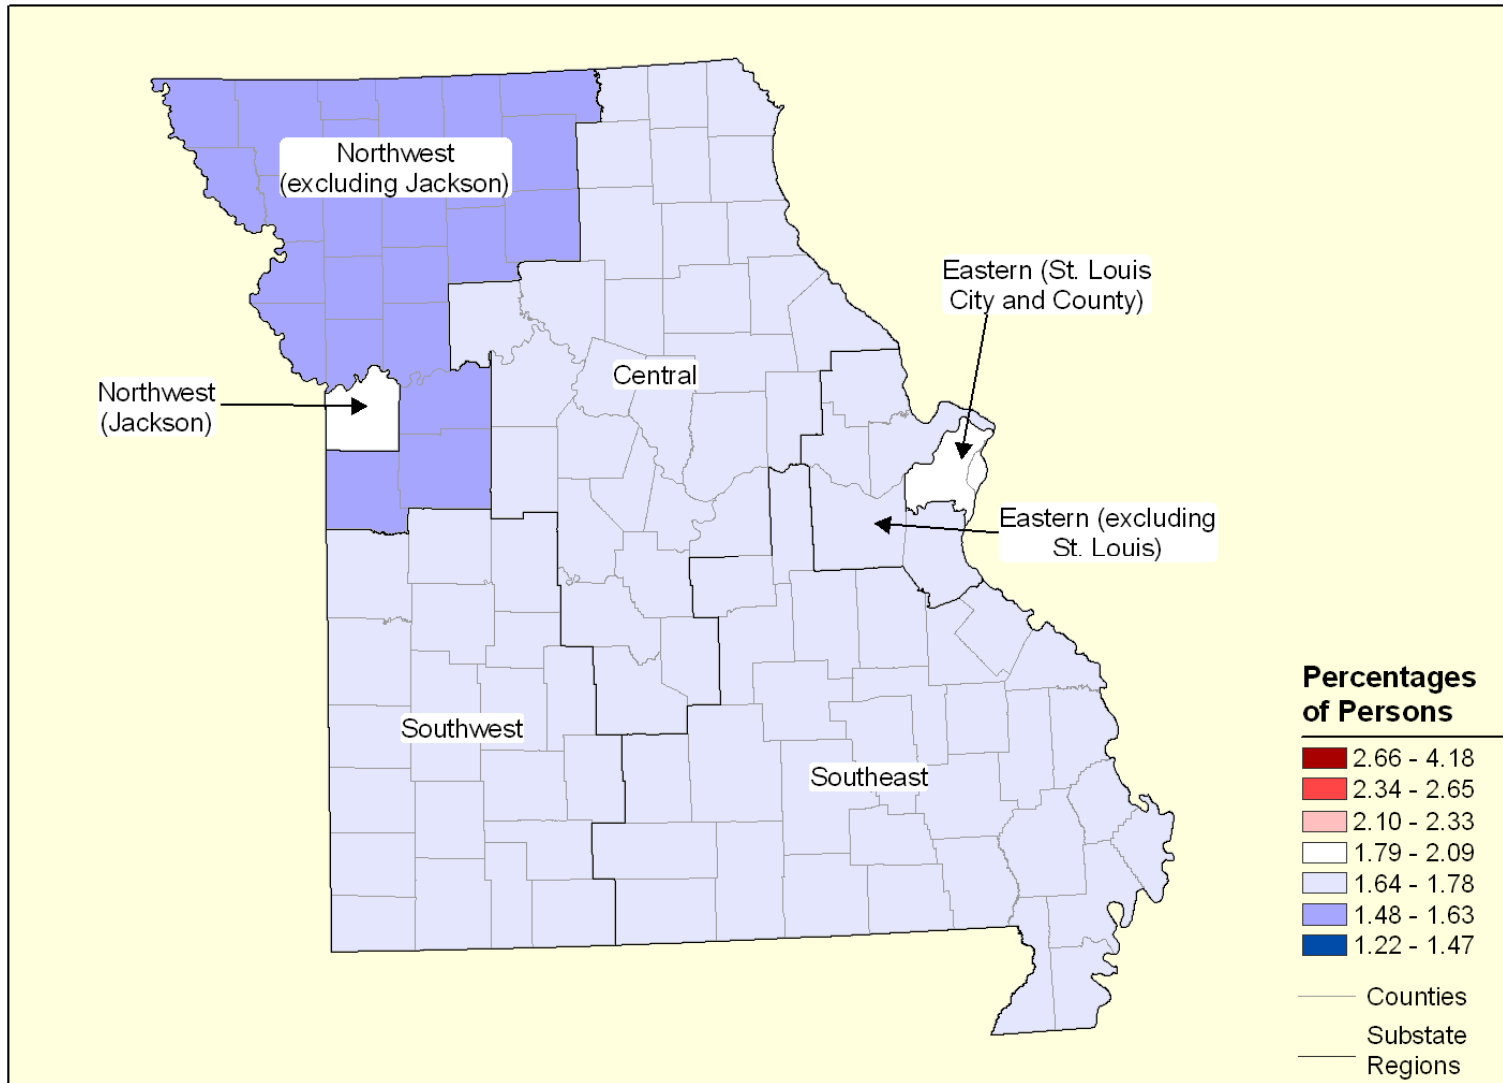 Northwest
(excluding Jackson)
Eastern (St. Louis
City and County)
Central
Northwest
(Jackson)
Eastern (excluding
St. Louis)
Southwest
Southeast
Percentages
of Persons
2.66 - 4.18
2.34 - 2.65
2.10 - 2.33
1.79 - 2.09
1.64 - 1.78
1.48 - 1.63
1.22 - 1.47
Counties
Substate
Regions